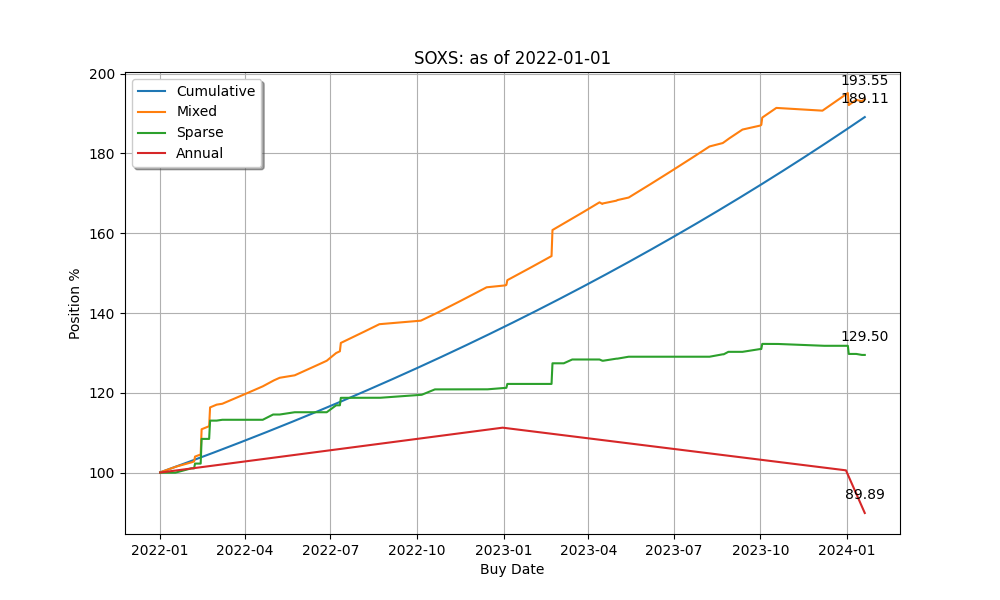 SOXS: as of 2022-01-01
Cumulative
Mixed
Sparse
Annual
193.55
189.11
129.50
89.89
200
180
160
140
120
100
Position %
2022-01 2022-04 2022-07 2022-10 2023-01 2023-04 2023-07 2023-10 2024-01
Buy Date